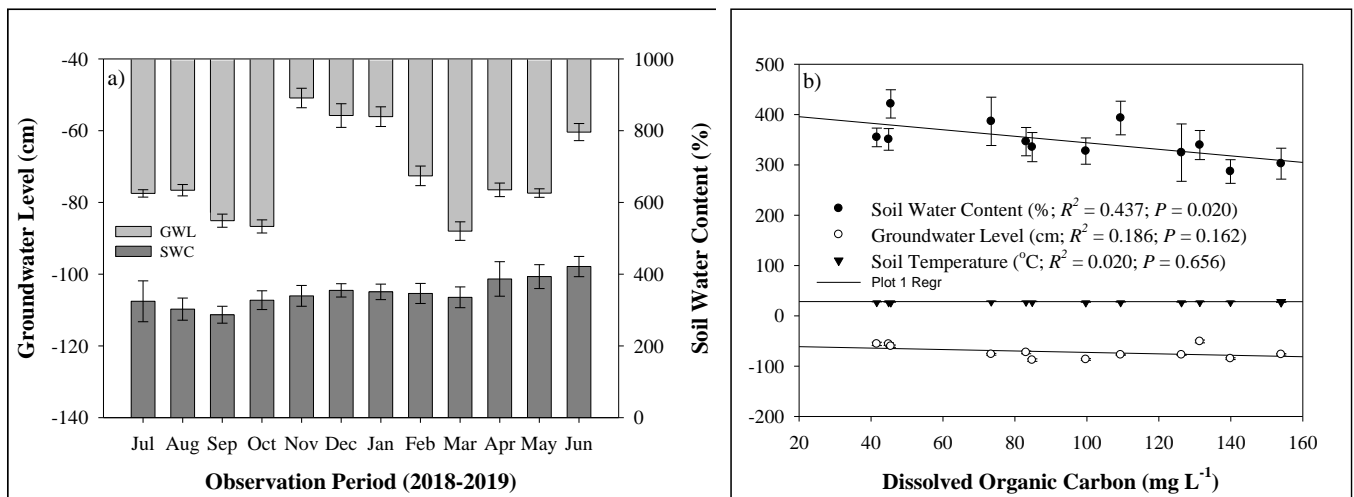 a)
Groundwater Level (cm)
-40
-60
-80
-100
-120
-140
GWL
SWC
1000
800
600
400
200
0
Soil Water Content (%)
Jul Aug Sep Oct Nov Dec Jan Feb Mar Apr May Jun
Observation Period (2018-2019)
b)
500
400
300
200
100
0
-100
-200
Soil Water Content (%; R² = 0.437; P = 0.020)
Groundwater Level (cm; R² = 0.186; P = 0.162)
Soil Temperature (°C; R² = 0.020; P = 0.656)
Plot 1 Regr
20 40 60 80 100 120 140 160
Dissolved Organic Carbon (mg L⁻¹)